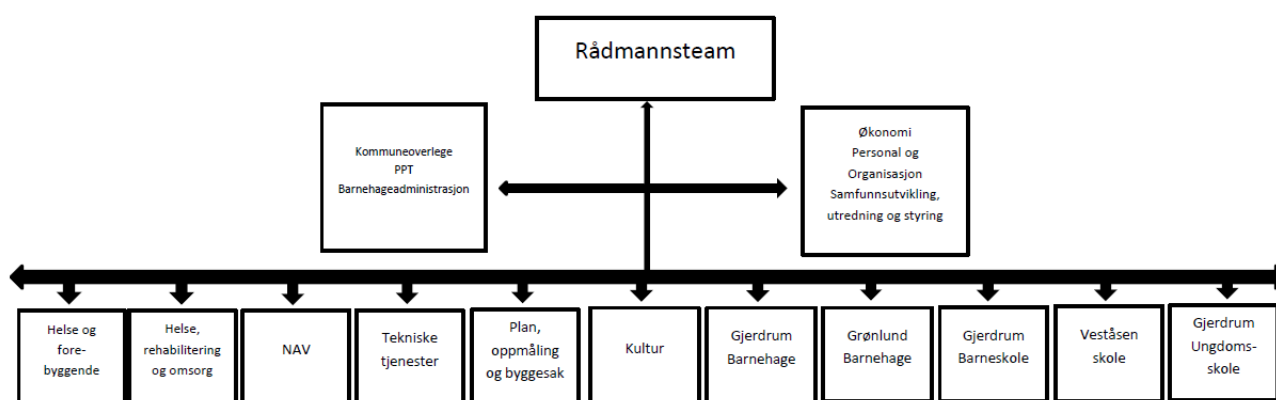 Rådmannsteam
Kommuneoverlege
PPT
Barnehageadministrasjon
Økonomi
Personal og
Organisasjon
Samfunnsutvikling,
utredning og styring
Helse og
fore-
byggende
Helse,
rehabilitering
og omsorg
NAV
Tekniske
tjenester
Plan,
oppmåling
og byggesak
Kultur
Gjerdrum
Barnehage
Grønlund
Barnehage
Gjerdrum
Barneskole
Veståsen
skole
Gjerdrum
Ungdoms-
skole